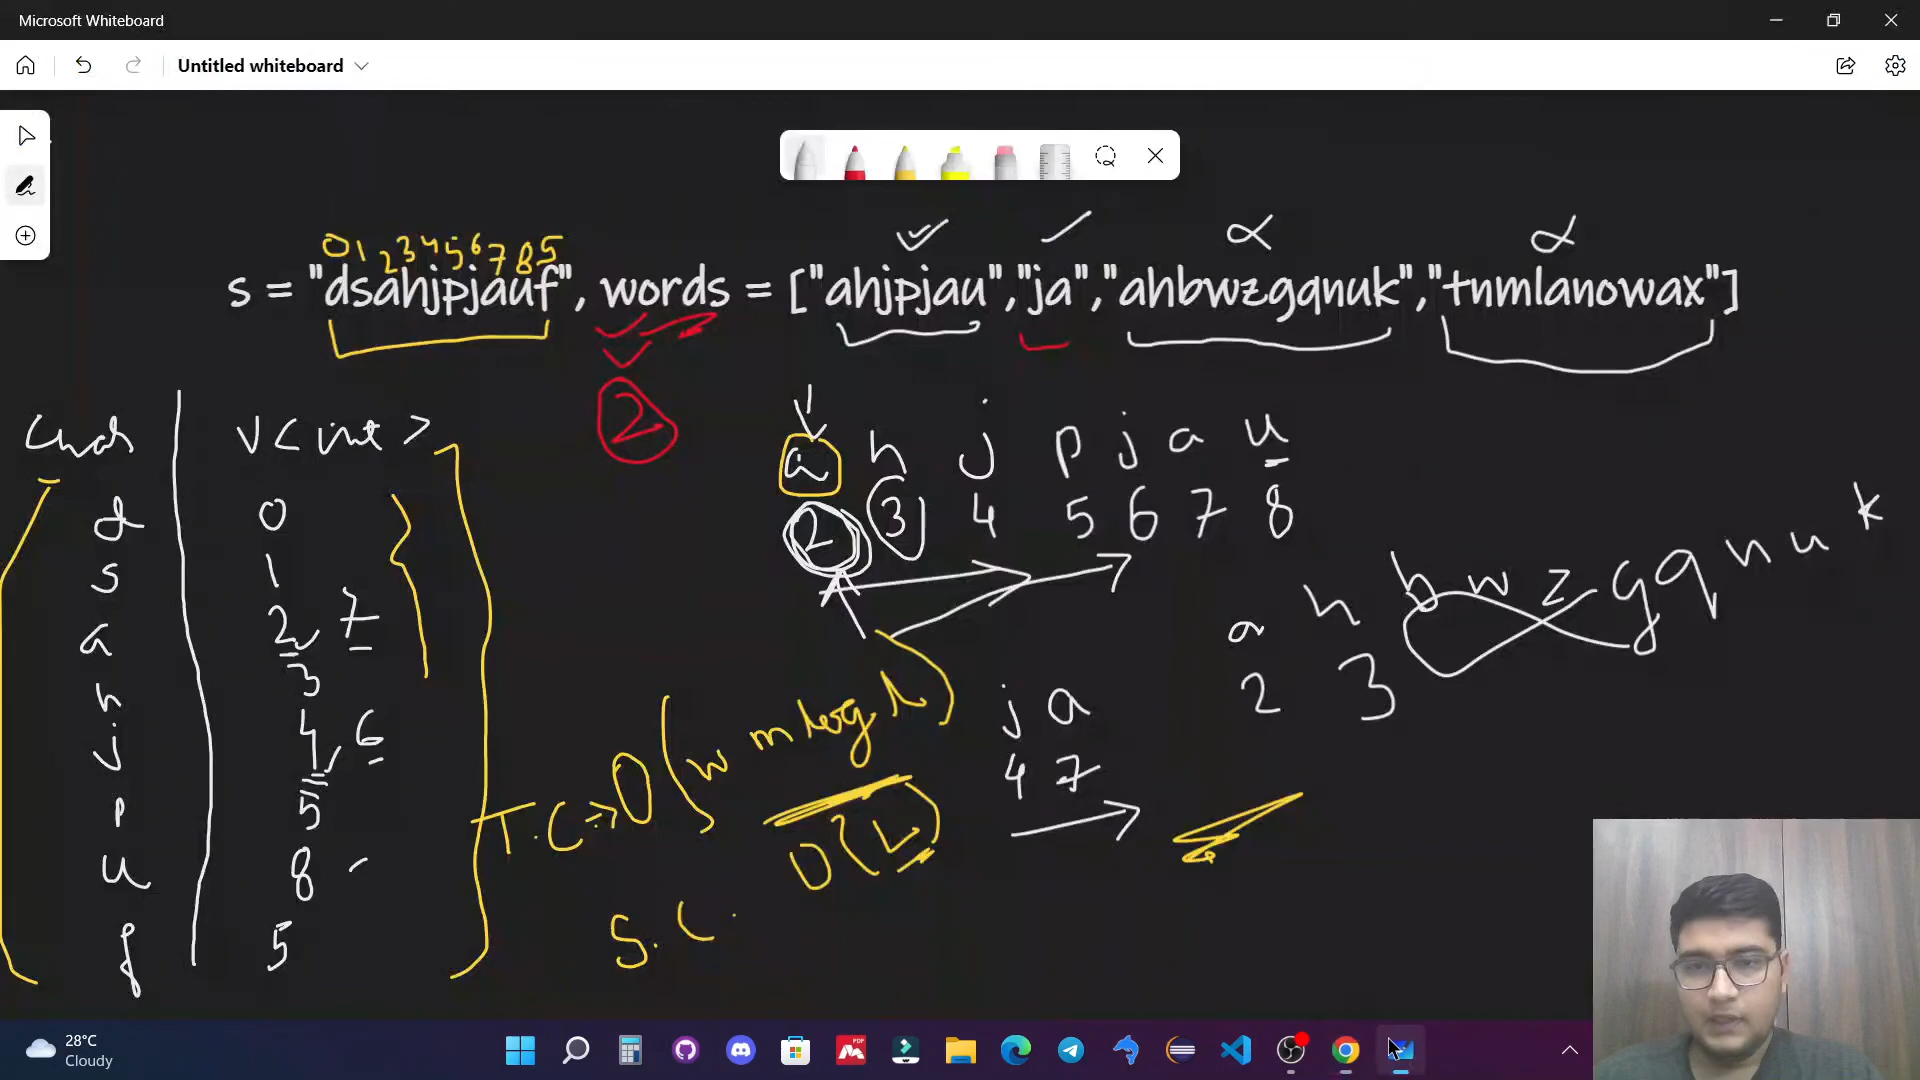 Microsoft Whiteboard
Untitled whiteboard
0 1 2 3 4 5 6 7 8 5
s = "dsahjpjauf", words = ["ahjpjau","ja","ahbwzgqnuk","tnmlanowax"]
2
V<int>
d 0
s 1
a 2, 7
h 3
j 4, 6
p 5
u 8
f 5
a h j p j a u
2 3 4 5 6 7 8
a h b w z g q n u k
2 3
j a
4 7
T.C → O(w m log L)
O(L)
S.C.
28°C
Cloudy